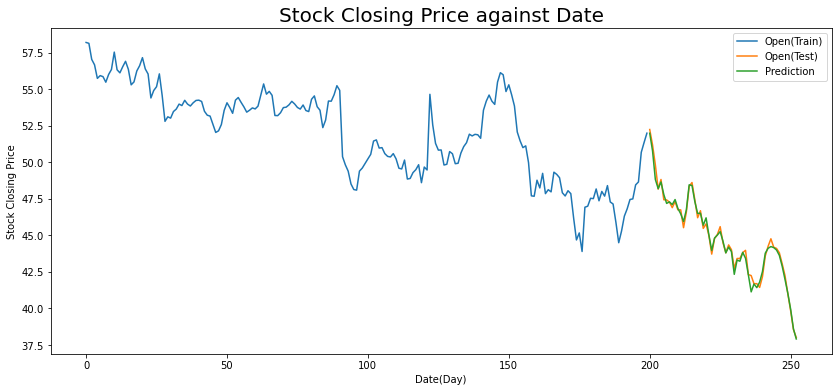 Stock Closing Price against Date
Open(Train)
Open(Test)
Prediction
57.5
55.0
52.5
50.0
47.5
45.0
42.5
40.0
37.5
Stock Closing Price
0
50
100
150
200
250
Date(Day)